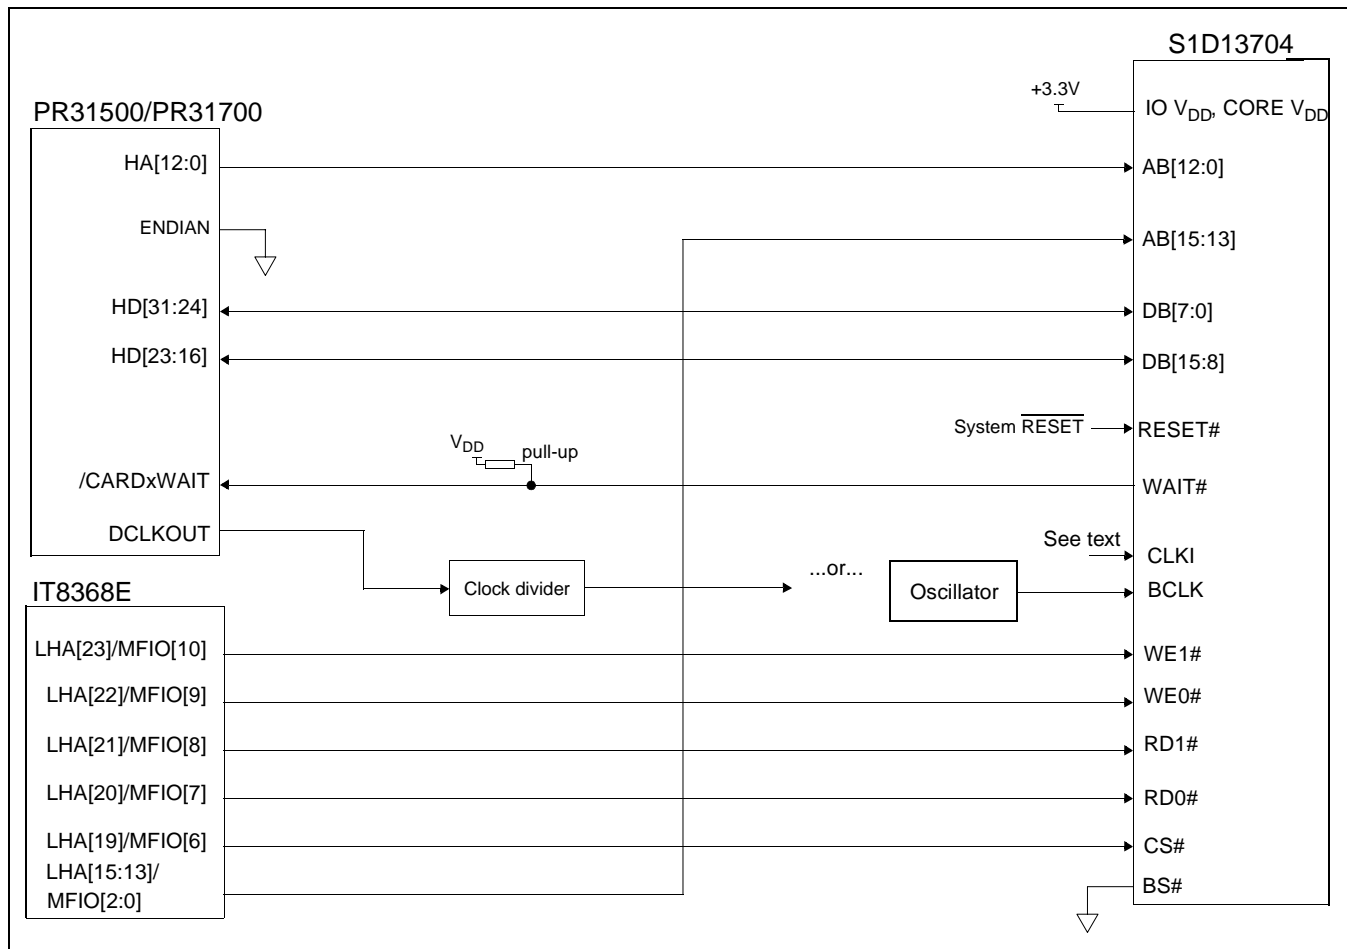 S1D13704
+3.3V
PR31500/PR31700
IO VDD, CORE VDD
HA[12:0]
AB[12:0]
ENDIAN
AB[15:13]
HD[31:24]
DB[7:0]
HD[23:16]
DB[15:8]
System RESET
RESET#
VDD
pull-up
/CARDxWAIT
WAIT#
DCLKOUT
See text
CLKI
...or...
Clock divider
Oscillator
BCLK
IT8368E
LHA[23]/MFIO[10]
WE1#
LHA[22]/MFIO[9]
WE0#
LHA[21]/MFIO[8]
RD1#
LHA[20]/MFIO[7]
RD0#
LHA[19]/MFIO[6]
CS#
LHA[15:13]/
MFIO[2:0]
BS#